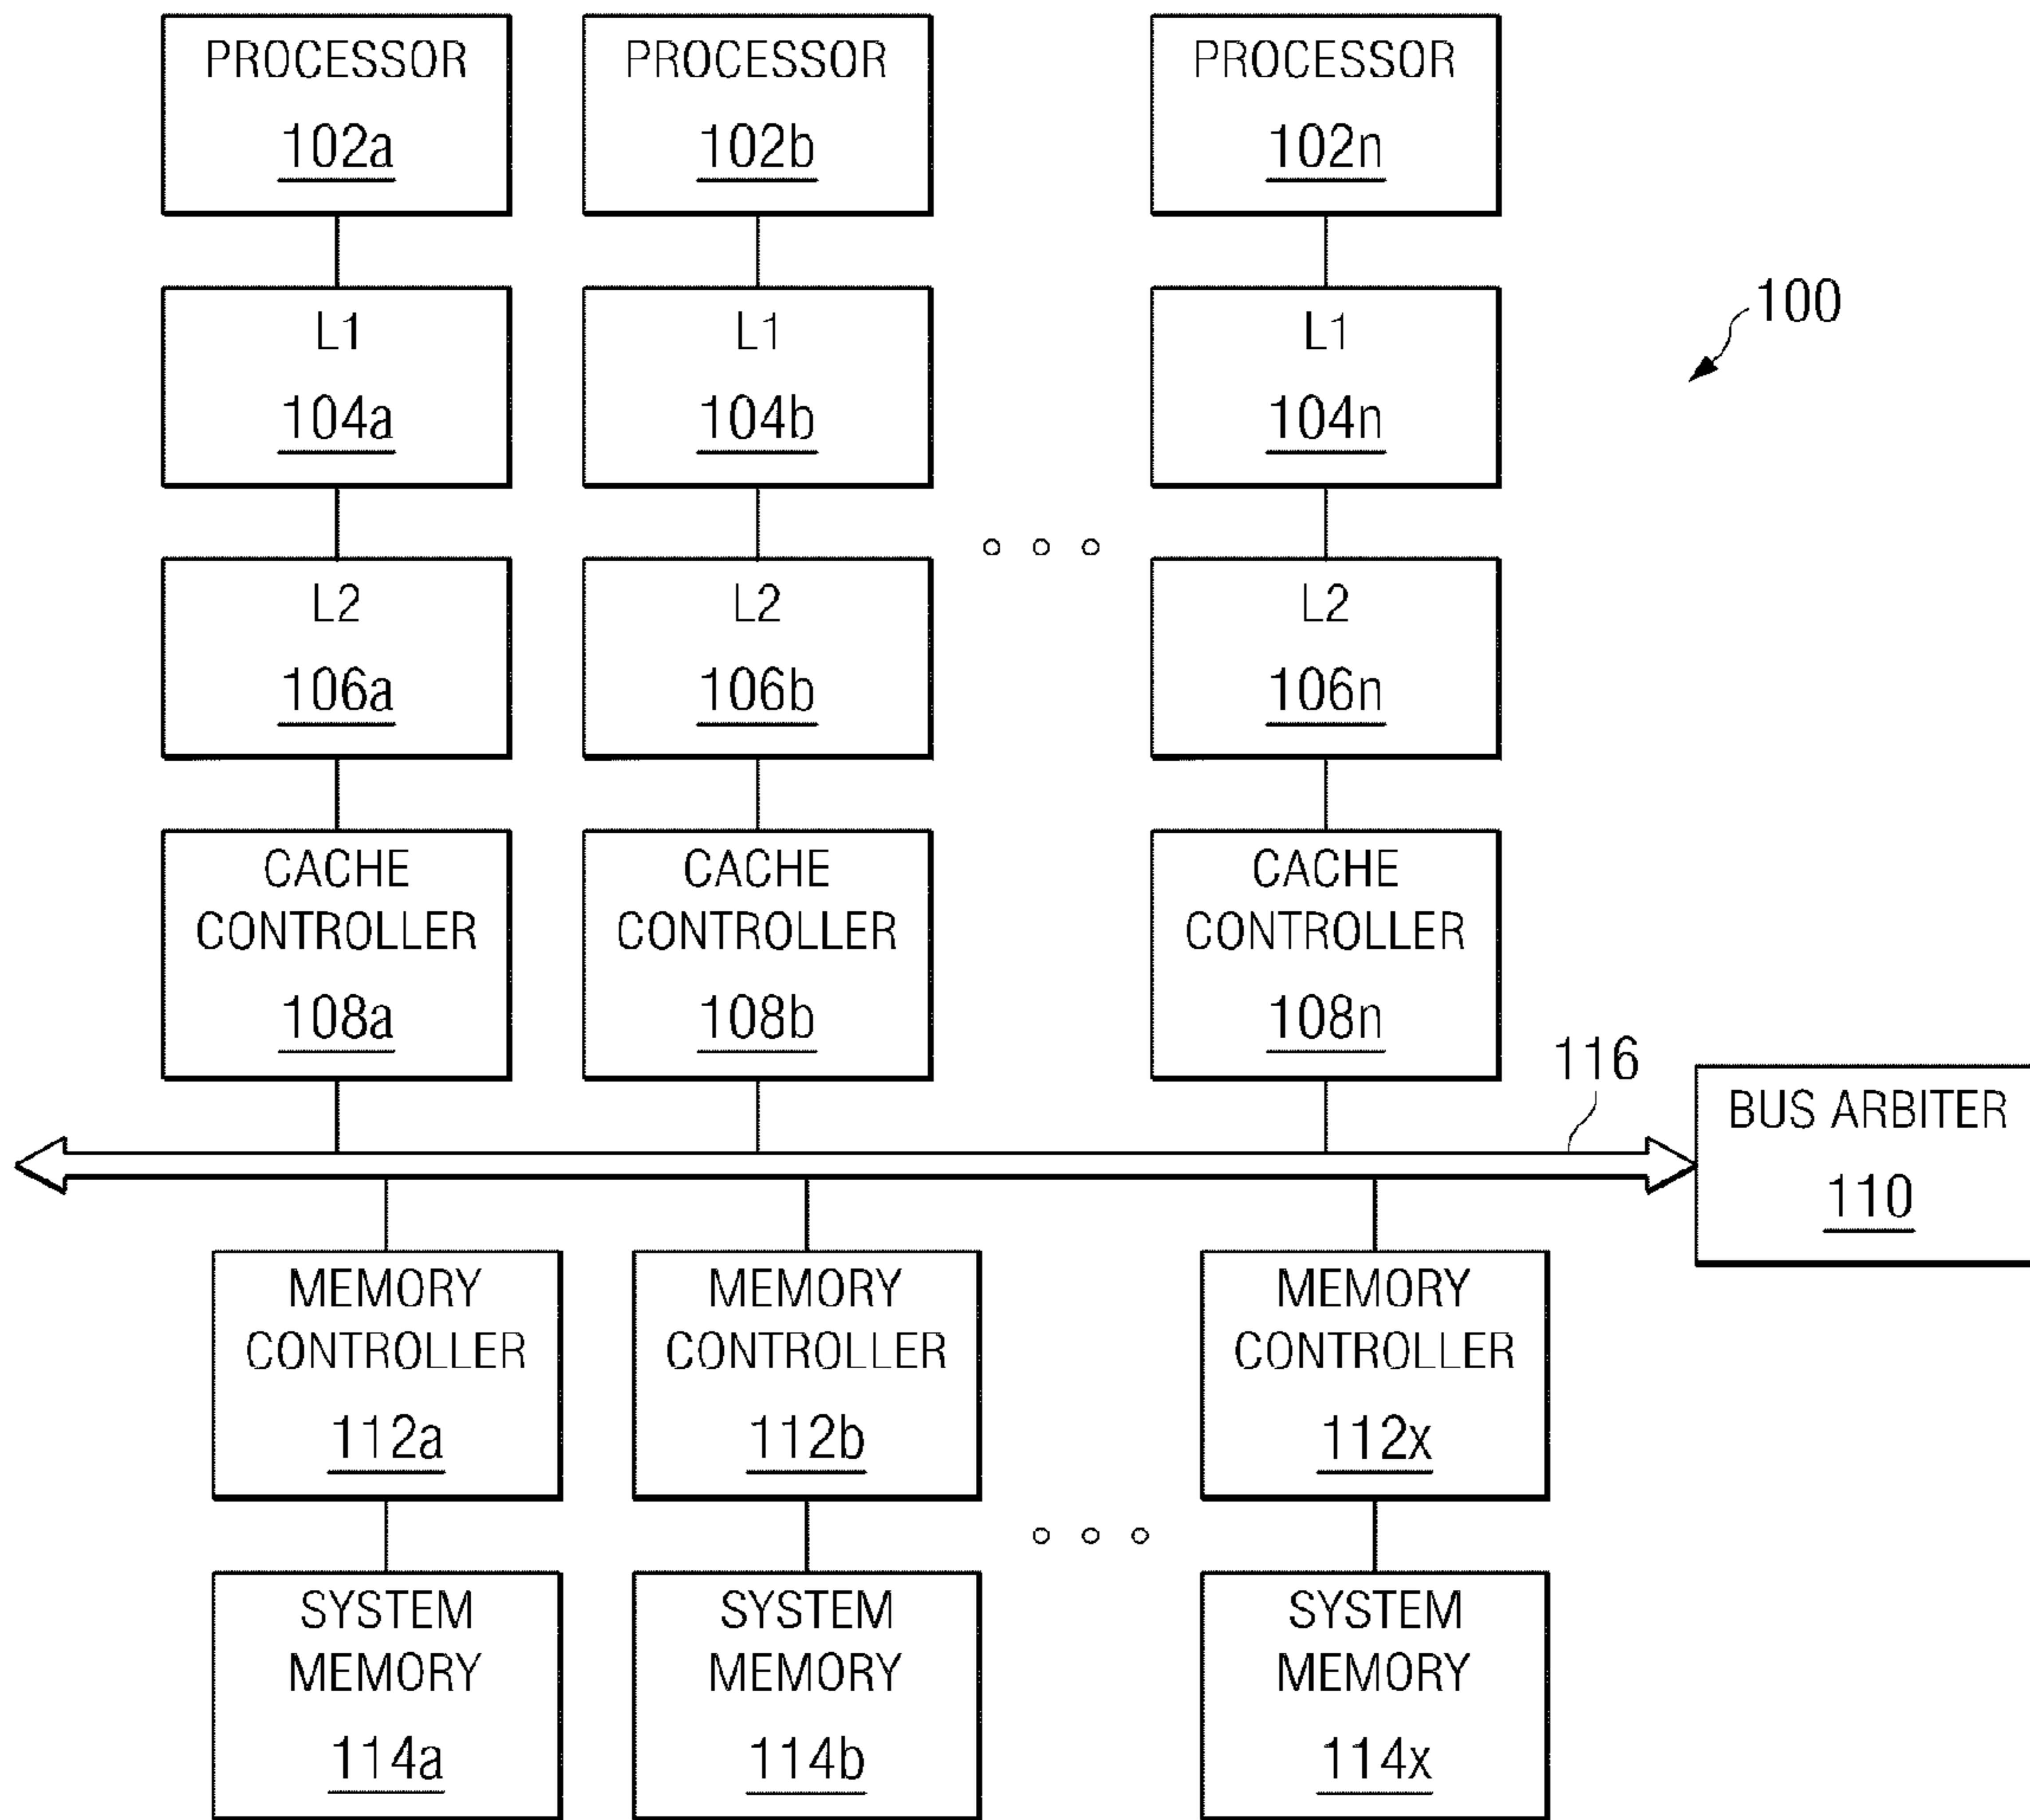 PROCESSOR
102a
PROCESSOR
102b
PROCESSOR
102n
L1
104a
L1
104b
L1
104n
100
L2
106a
L2
106b
L2
106n
CACHE
CONTROLLER
108a
CACHE
CONTROLLER
108b
CACHE
CONTROLLER
108n
116
BUS ARBITER
110
MEMORY
CONTROLLER
112a
MEMORY
CONTROLLER
112b
MEMORY
CONTROLLER
112x
SYSTEM
MEMORY
114a
SYSTEM
MEMORY
114b
SYSTEM
MEMORY
114x